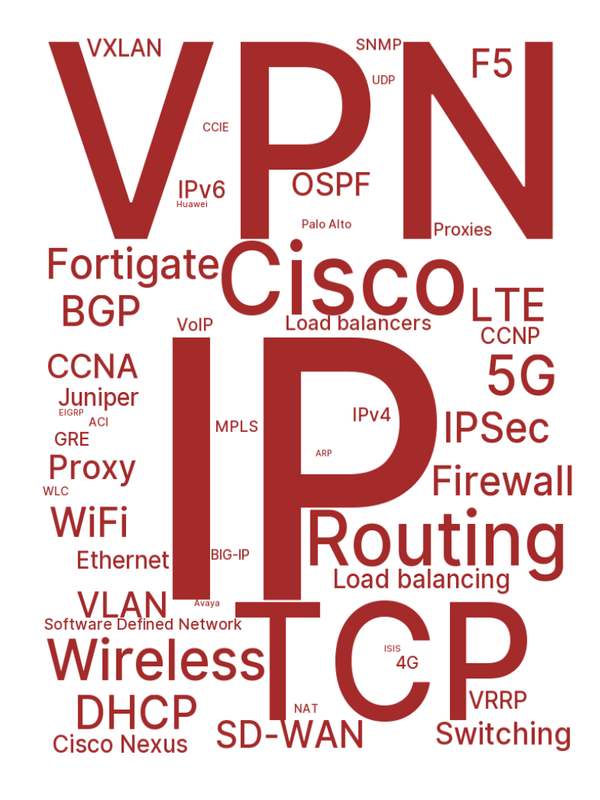 VPN
VXLAN
SNMP
F5
UDP
CCIE
IPv6
Huawei
OSPF
Palo Alto
Proxies
Fortigate
Cisco
BGP
LTE
VoIP
Load balancers
CCNP
IP
CCNA
5G
Juniper
EIGRP
ACI
MPLS
IPv4
IPSec
GRE
ARP
Proxy
Firewall
WLC
WiFi
Routing
Ethernet
BIG-IP
Load balancing
VLAN
Avaya
TCP
Software Defined Network
Wireless
ISIS
4G
DHCP
NAT
VRRP
Cisco Nexus
SD-WAN
Switching